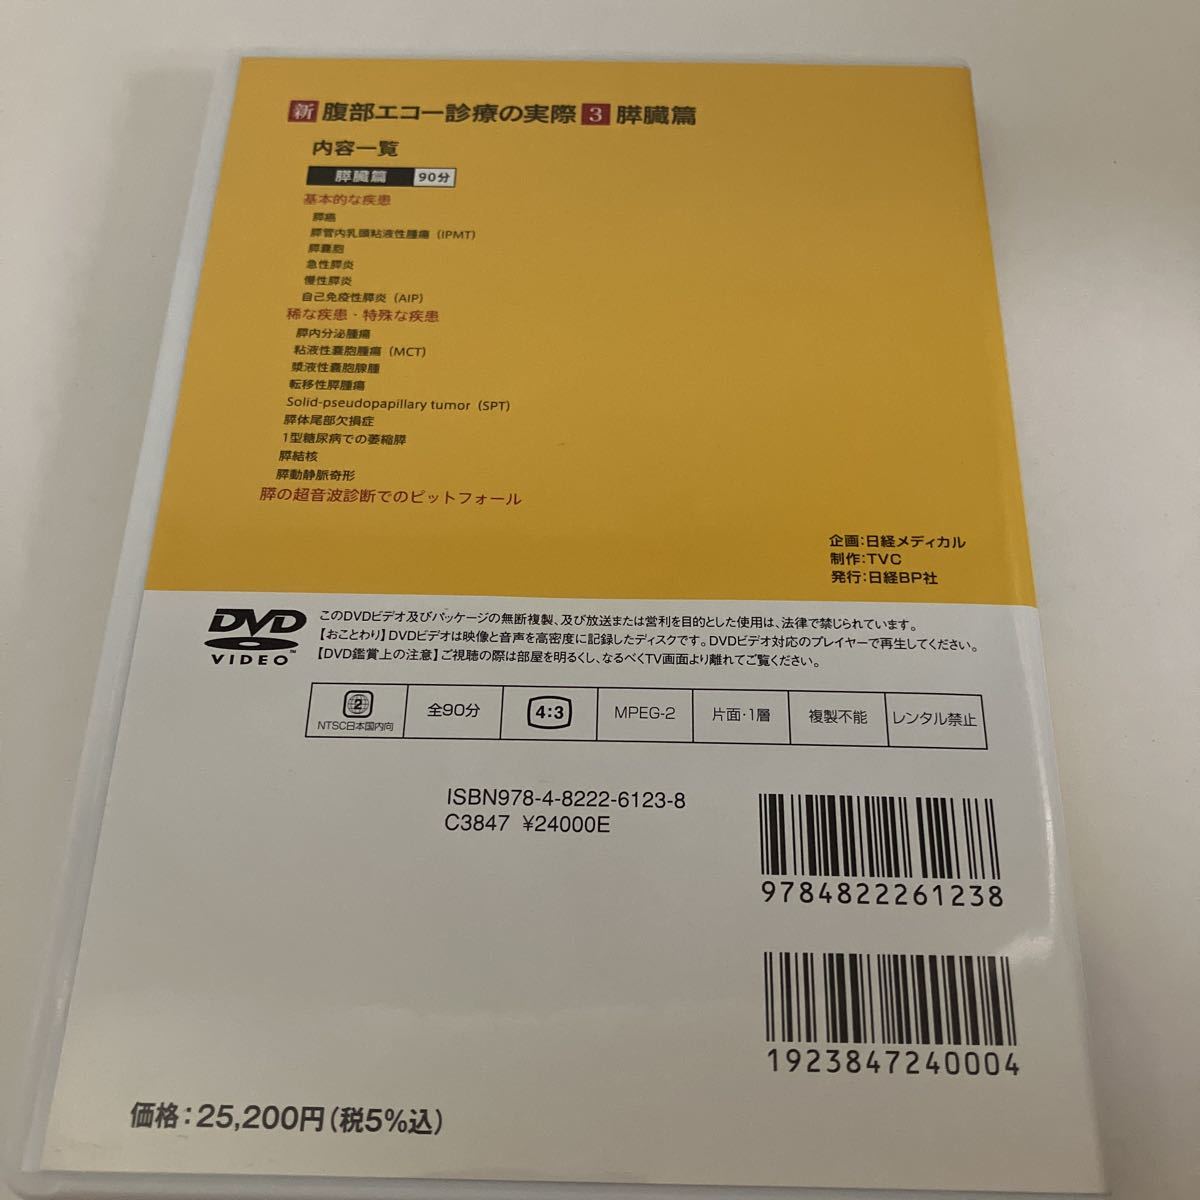 新 腹部エコー診療の実際 3 膵臓篇
内容一覧
膵臓篇 90分
基本的な疾患
膵癌
膵管内乳頭粘液性腫瘍（IPMT）
膵嚢胞
急性膵炎
慢性膵炎
自己免疫性膵炎（AIP）
稀な疾患・特殊な疾患
膵内分泌腫瘍
粘液性嚢胞腫瘍（MCT）
漿液性嚢胞腺腫
転移性膵腫瘍
Solid-pseudopapillary tumor（SPT）
膵体尾部欠損症
1型糖尿病での萎縮膵
膵結核
膵動静脈奇形
膵の超音波診断でのピットフォール
企画：日経メディカル
制作：TVC
発行：日経BP社
DVD VIDEO™
このDVDビデオ及びパッケージの無断複製、及び放送または営利を目的とした使用は、法律で禁じられています。
【おことわり】DVDビデオは映像と音声を高密度に記録したディスクです。DVDビデオ対応のプレイヤーで再生してください。
【DVD鑑賞上の注意】ご視聴の際は部屋を明るくし、なるべくTV画面より離れてご覧ください。
2 NTSC日本国内向 全90分 4:3 MPEG-2 片面・1層 複製不能 レンタル禁止
ISBN978-4-8222-6123-8
C3847 ¥24000E
9784822261238
1923847240004
価格：25,200円（税5%込）